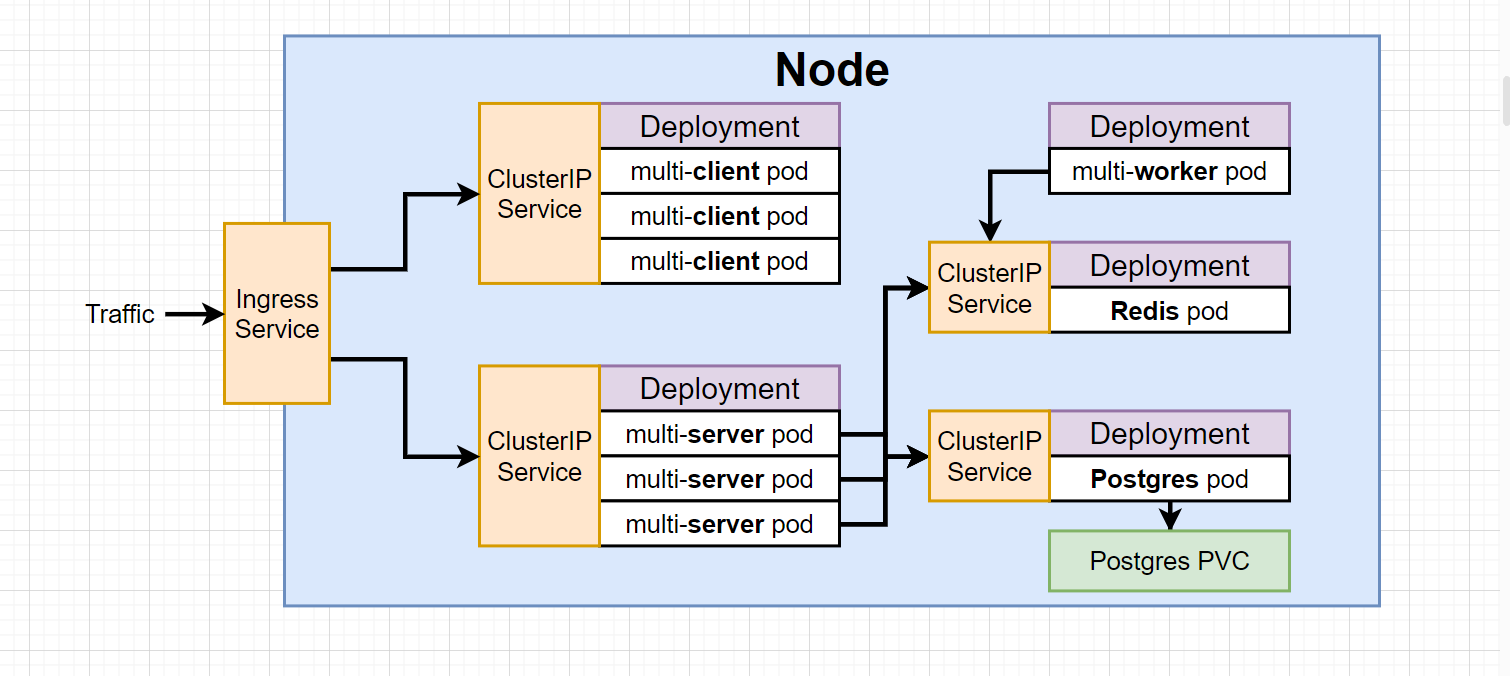 Node
Traffic
Ingress
Service
ClusterIP
Service
Deployment
multi-client pod
multi-client pod
multi-client pod
ClusterIP
Service
Deployment
multi-server pod
multi-server pod
multi-server pod
Deployment
multi-worker pod
ClusterIP
Service
Deployment
Redis pod
ClusterIP
Service
Deployment
Postgres pod
Postgres PVC